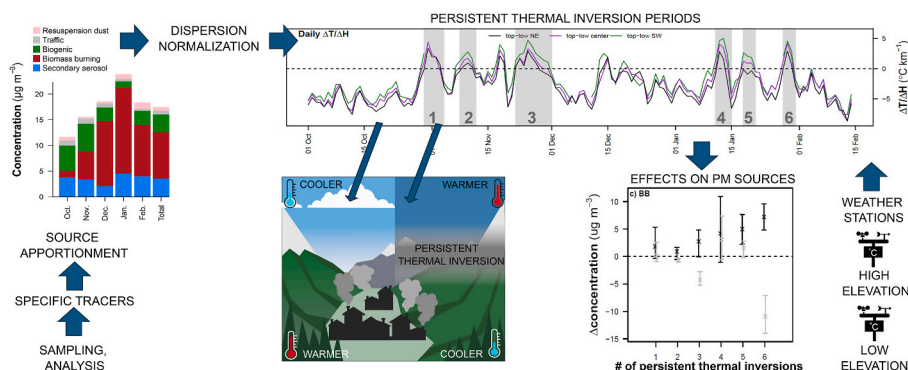 PERSISTENT THERMAL INVERSION PERIODS
DISPERSION
NORMALIZATION
Resuspension dust
Traffic
Biogenic
Biomass burning
Secondary aerosol
Concentration (µg m⁻³)
20
15
10
5
0
Oct.
Nov.
Dec.
Jan.
Feb.
Total
SOURCE
APPORTIONMENT
SPECIFIC TRACERS
SAMPLING,
ANALYSIS
Daily ΔT/ΔH
top-low NE
top-low center
top-low SW
5
0
-5
ΔT/ΔH (°C km⁻¹)
1
2
3
4
5
6
01 Oct
15 Oct
15 Nov
01 Dec
15 Dec
01 Jan
15 Jan
01 Feb
15 Feb
COOLER
WARMER
PERSISTENT
THERMAL INVERSION
WARMER
COOLER
EFFECTS ON PM SOURCES
c) BB
Δconcentration (ug m⁻³)
10
5
0
-5
-10
-15
1
2
3
4
5
6
# of persistent thermal inversions
WEATHER
STATIONS
C
HIGH
ELEVATION
C
LOW
ELEVATION